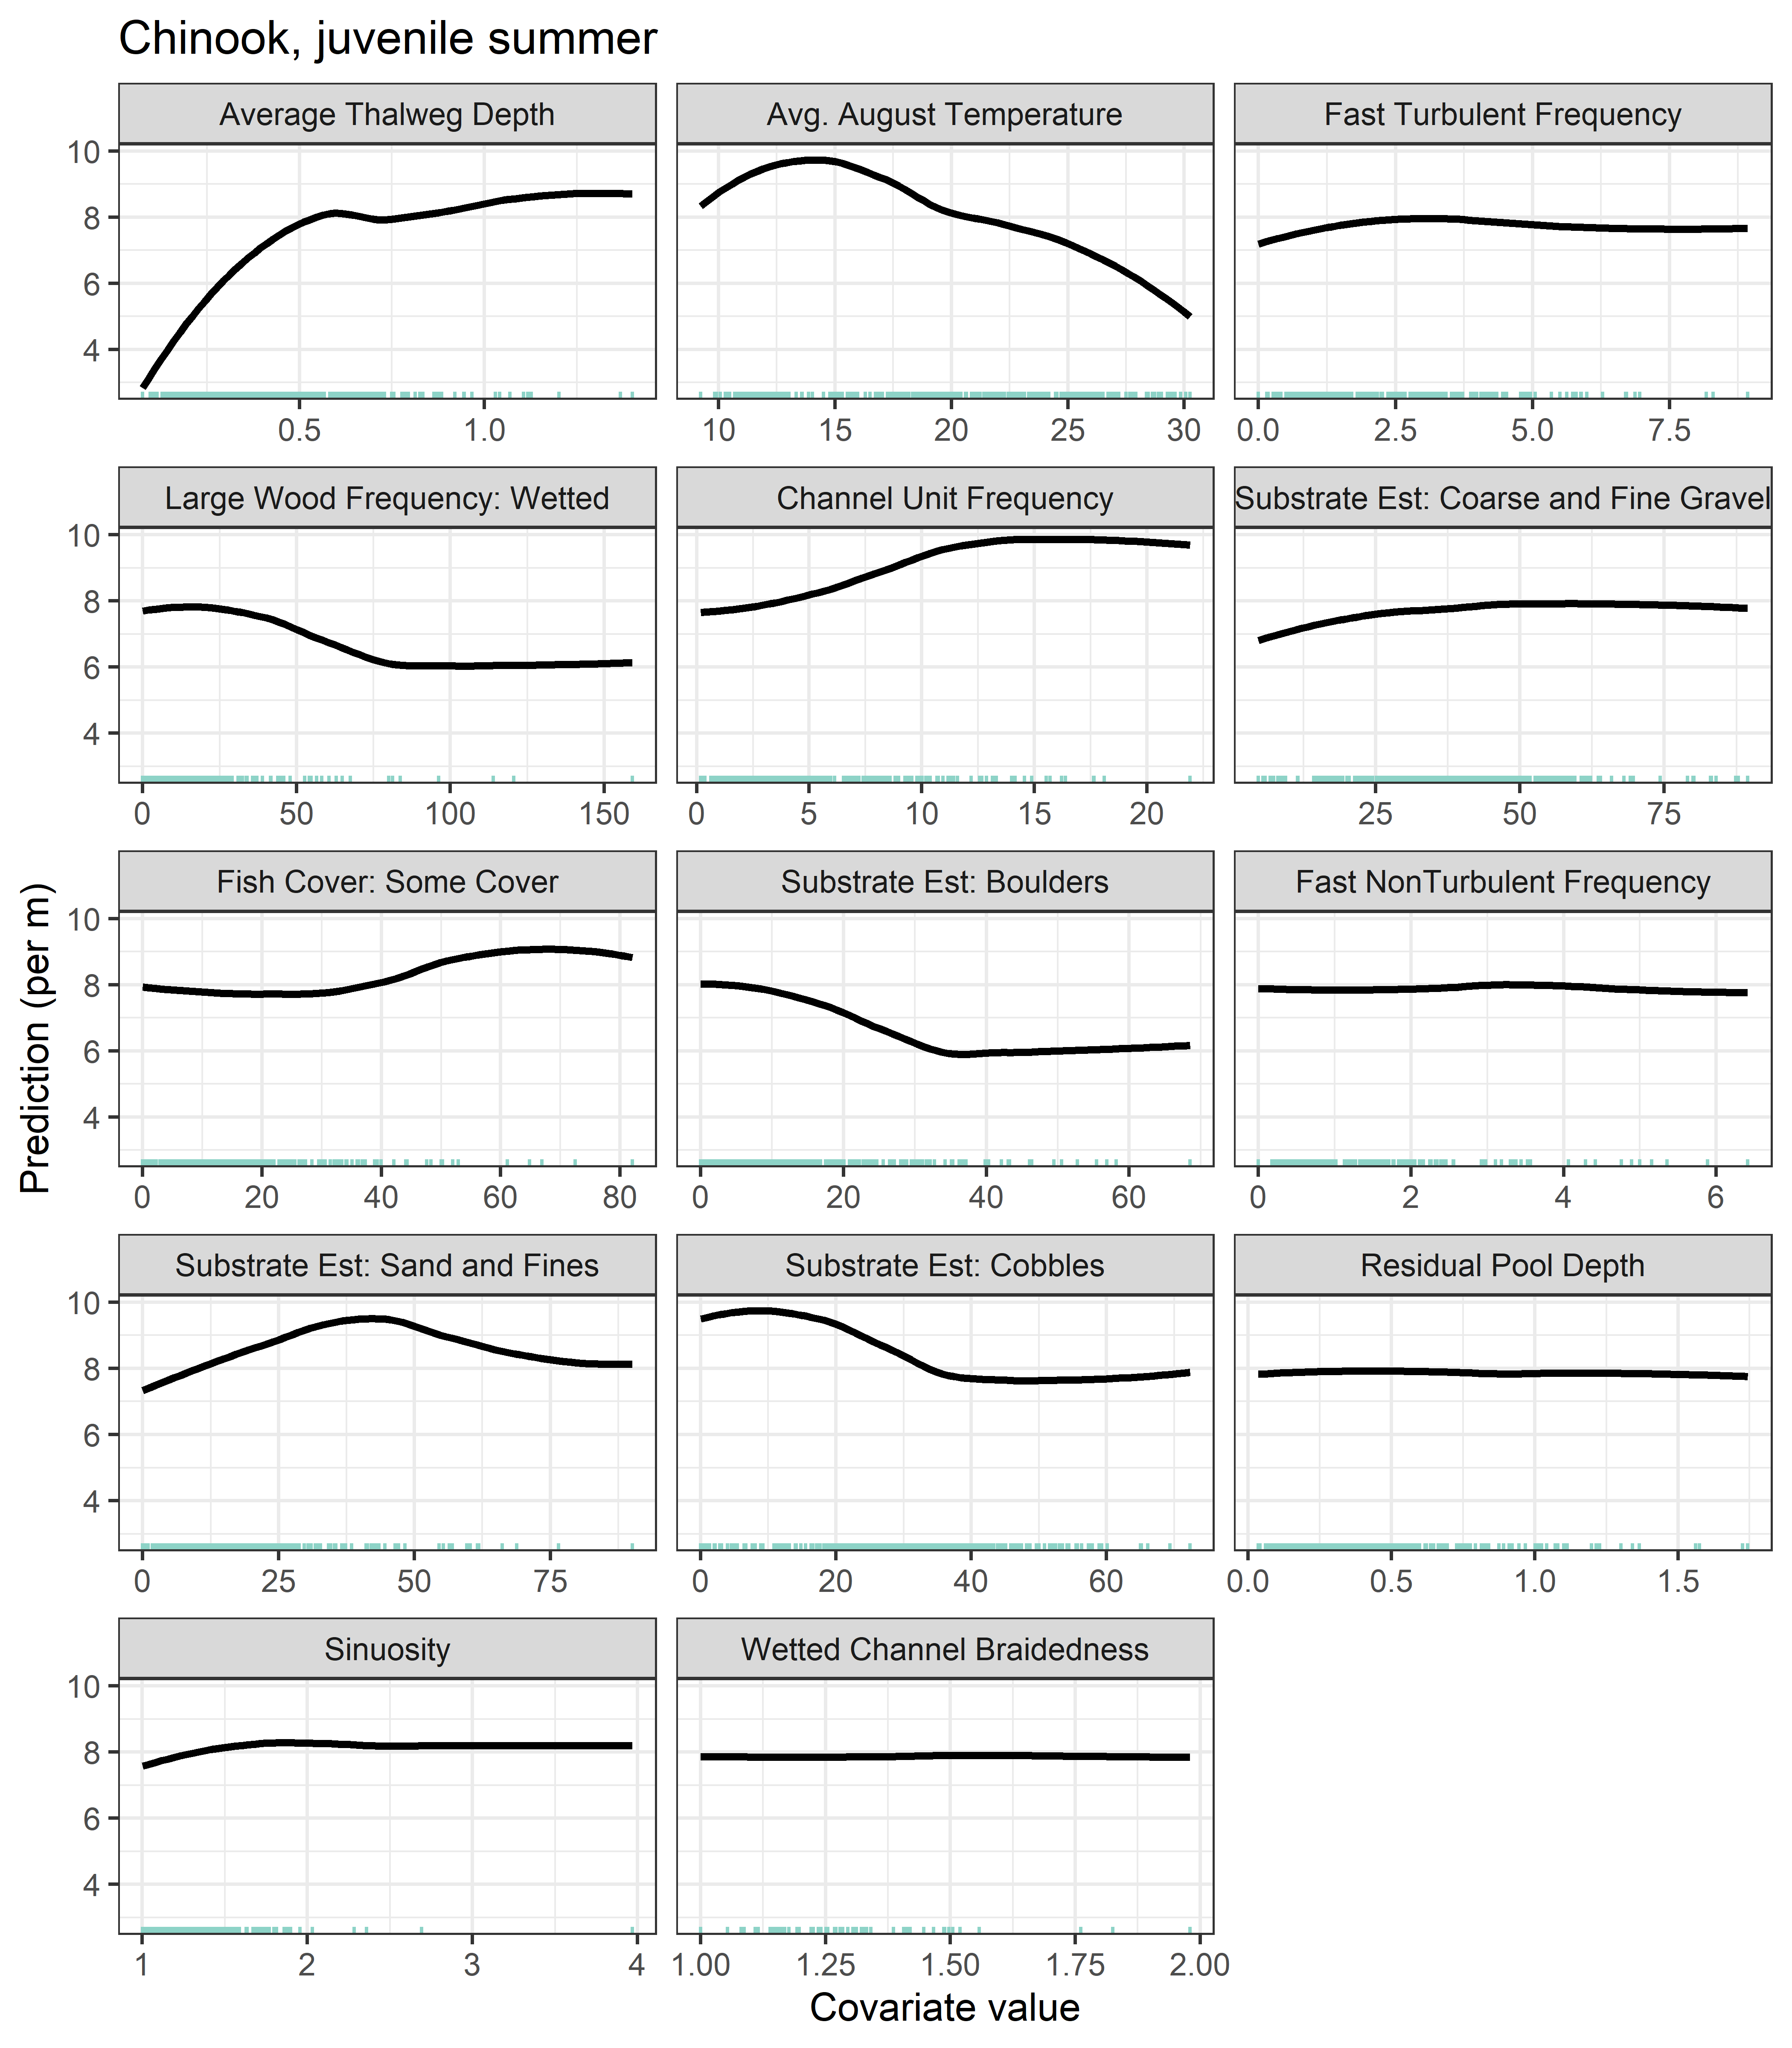 Chinook, juvenile summer
Average Thalweg Depth
Avg. August Temperature
Fast Turbulent Frequency
10
8
6
4
0.5 1.0
10 15 20 25 30
0.0 2.5 5.0 7.5
Large Wood Frequency: Wetted
Channel Unit Frequency
Substrate Est: Coarse and Fine Gravel
10
8
6
4
0 50 100 150
0 5 10 15 20
25 50 75
Fish Cover: Some Cover
Substrate Est: Boulders
Fast NonTurbulent Frequency
10
8
6
4
0 20 40 60 80
0 20 40 60
0 2 4 6
Prediction (per m)
Substrate Est: Sand and Fines
Substrate Est: Cobbles
Residual Pool Depth
10
8
6
4
0 25 50 75
0 20 40 60
0.0 0.5 1.0 1.5
Sinuosity
Wetted Channel Braidedness
10
8
6
4
1 2 3 4
1.00 1.25 1.50 1.75 2.00
Covariate value